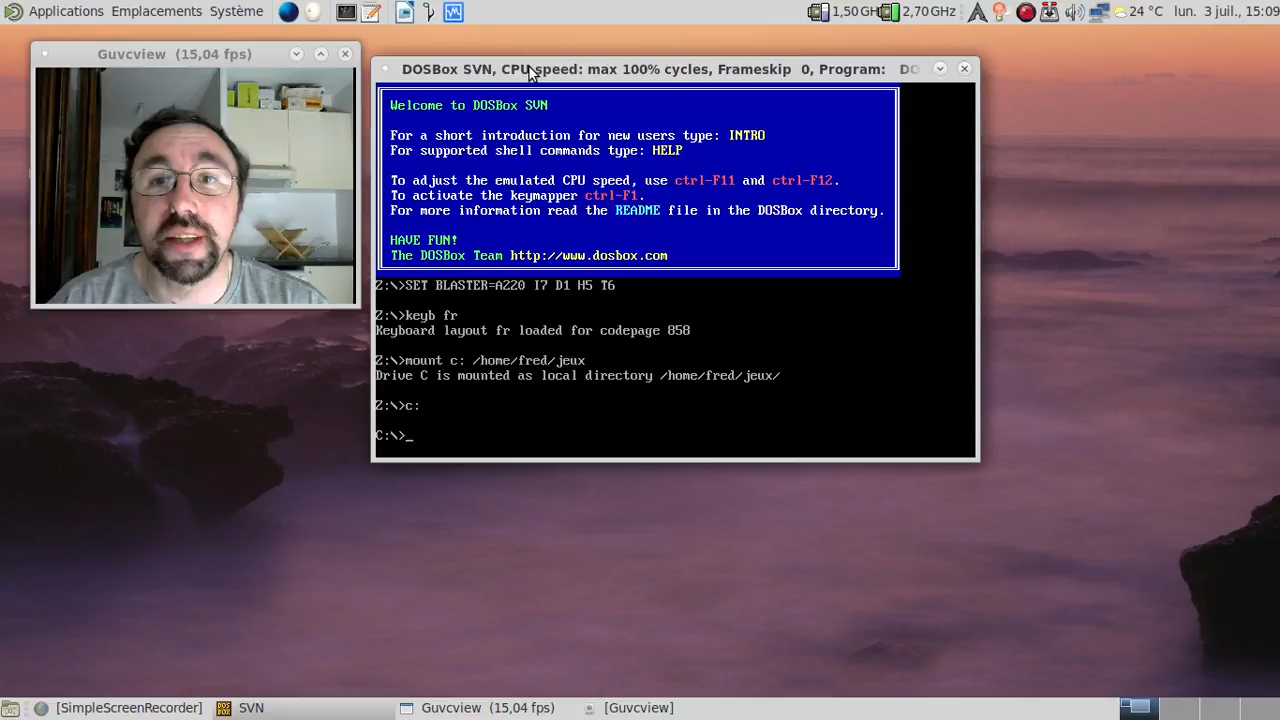 Applications Emplacements Système 1,50 GH 2,70 GHz 24 °C lun. 3 juil., 15:09
Guvcview (15,04 fps)
DOSBox SVN, CPU speed: max 100% cycles, Frameskip 0, Program: DO
Welcome to DOSBox SVN
For a short introduction for new users type: INTRO
For supported shell commands type: HELP
To adjust the emulated CPU speed, use ctrl-F11 and ctrl-F12.
To activate the keymapper ctrl-F1.
For more information read the README file in the DOSBox directory.
HAVE FUN!
The DOSBox Team http://www.dosbox.com
Z:\>SET BLASTER=A220 I7 D1 H5 T6
Z:\>keyb fr
Keyboard layout fr loaded for codepage 858
Z:\>mount c: /home/fred/jeux
Drive C is mounted as local directory /home/fred/jeux/
Z:\>c:
C:\>_
[SimpleScreenRecorder] DOS BOX SVN Guvcview (15,04 fps) [Guvcview]